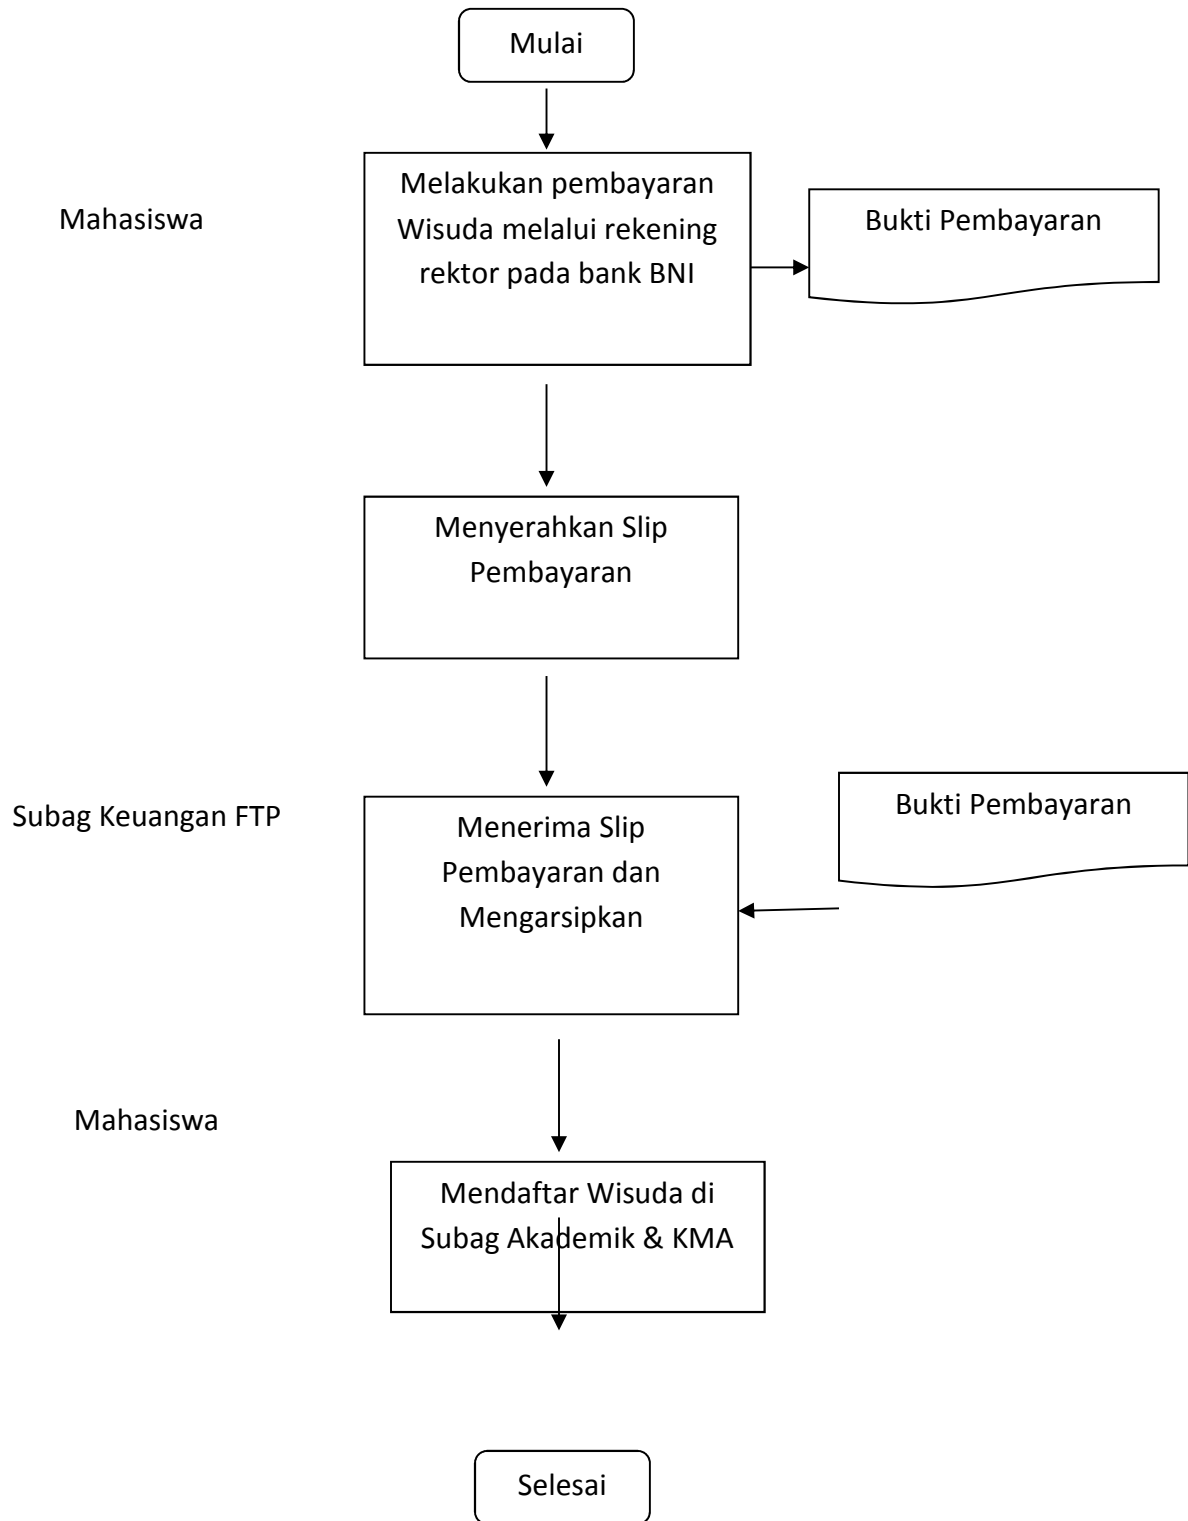 Mulai
Mahasiswa
Melakukan pembayaran
Wisuda melalui rekening
rektor pada bank BNI
Bukti Pembayaran
Menyerahkan Slip
Pembayaran
Subag Keuangan FTP
Menerima Slip
Pembayaran dan
Mengarsipkan
Bukti Pembayaran
Mahasiswa
Mendaftar Wisuda di
Subag Akademik & KMA
Selesai